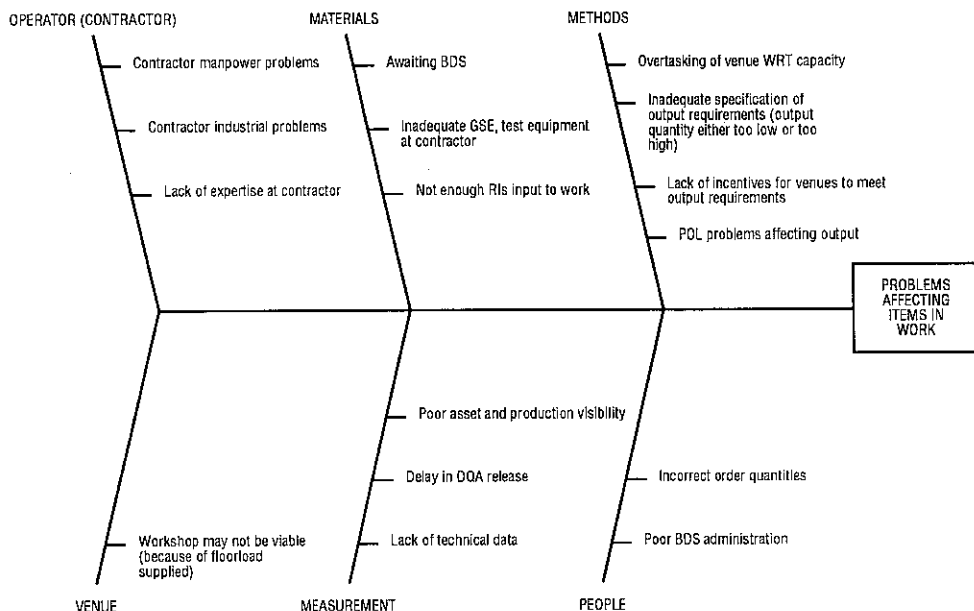 OPERATOR (CONTRACTOR)
Contractor manpower problems
Contractor industrial problems
Lack of expertise at contractor
MATERIALS
Awaiting BDS
Inadequate GSE, test equipment
at contractor
Not enough RIs input to work
METHODS
Overtasking of venue WRT capacity
Inadequate specification of
output requirements (output
quantity either too low or too
high)
Lack of incentives for venues to meet
output requirements
POL problems affecting output
PROBLEMS
AFFECTING
ITEMS IN
WORK
Workshop may not be viable
(because of floorload
supplied)
VENUE
Poor asset and production visibility
Delay in DQA release
Lack of technical data
MEASUREMENT
Incorrect order quantities
Poor BDS administration
PEOPLE